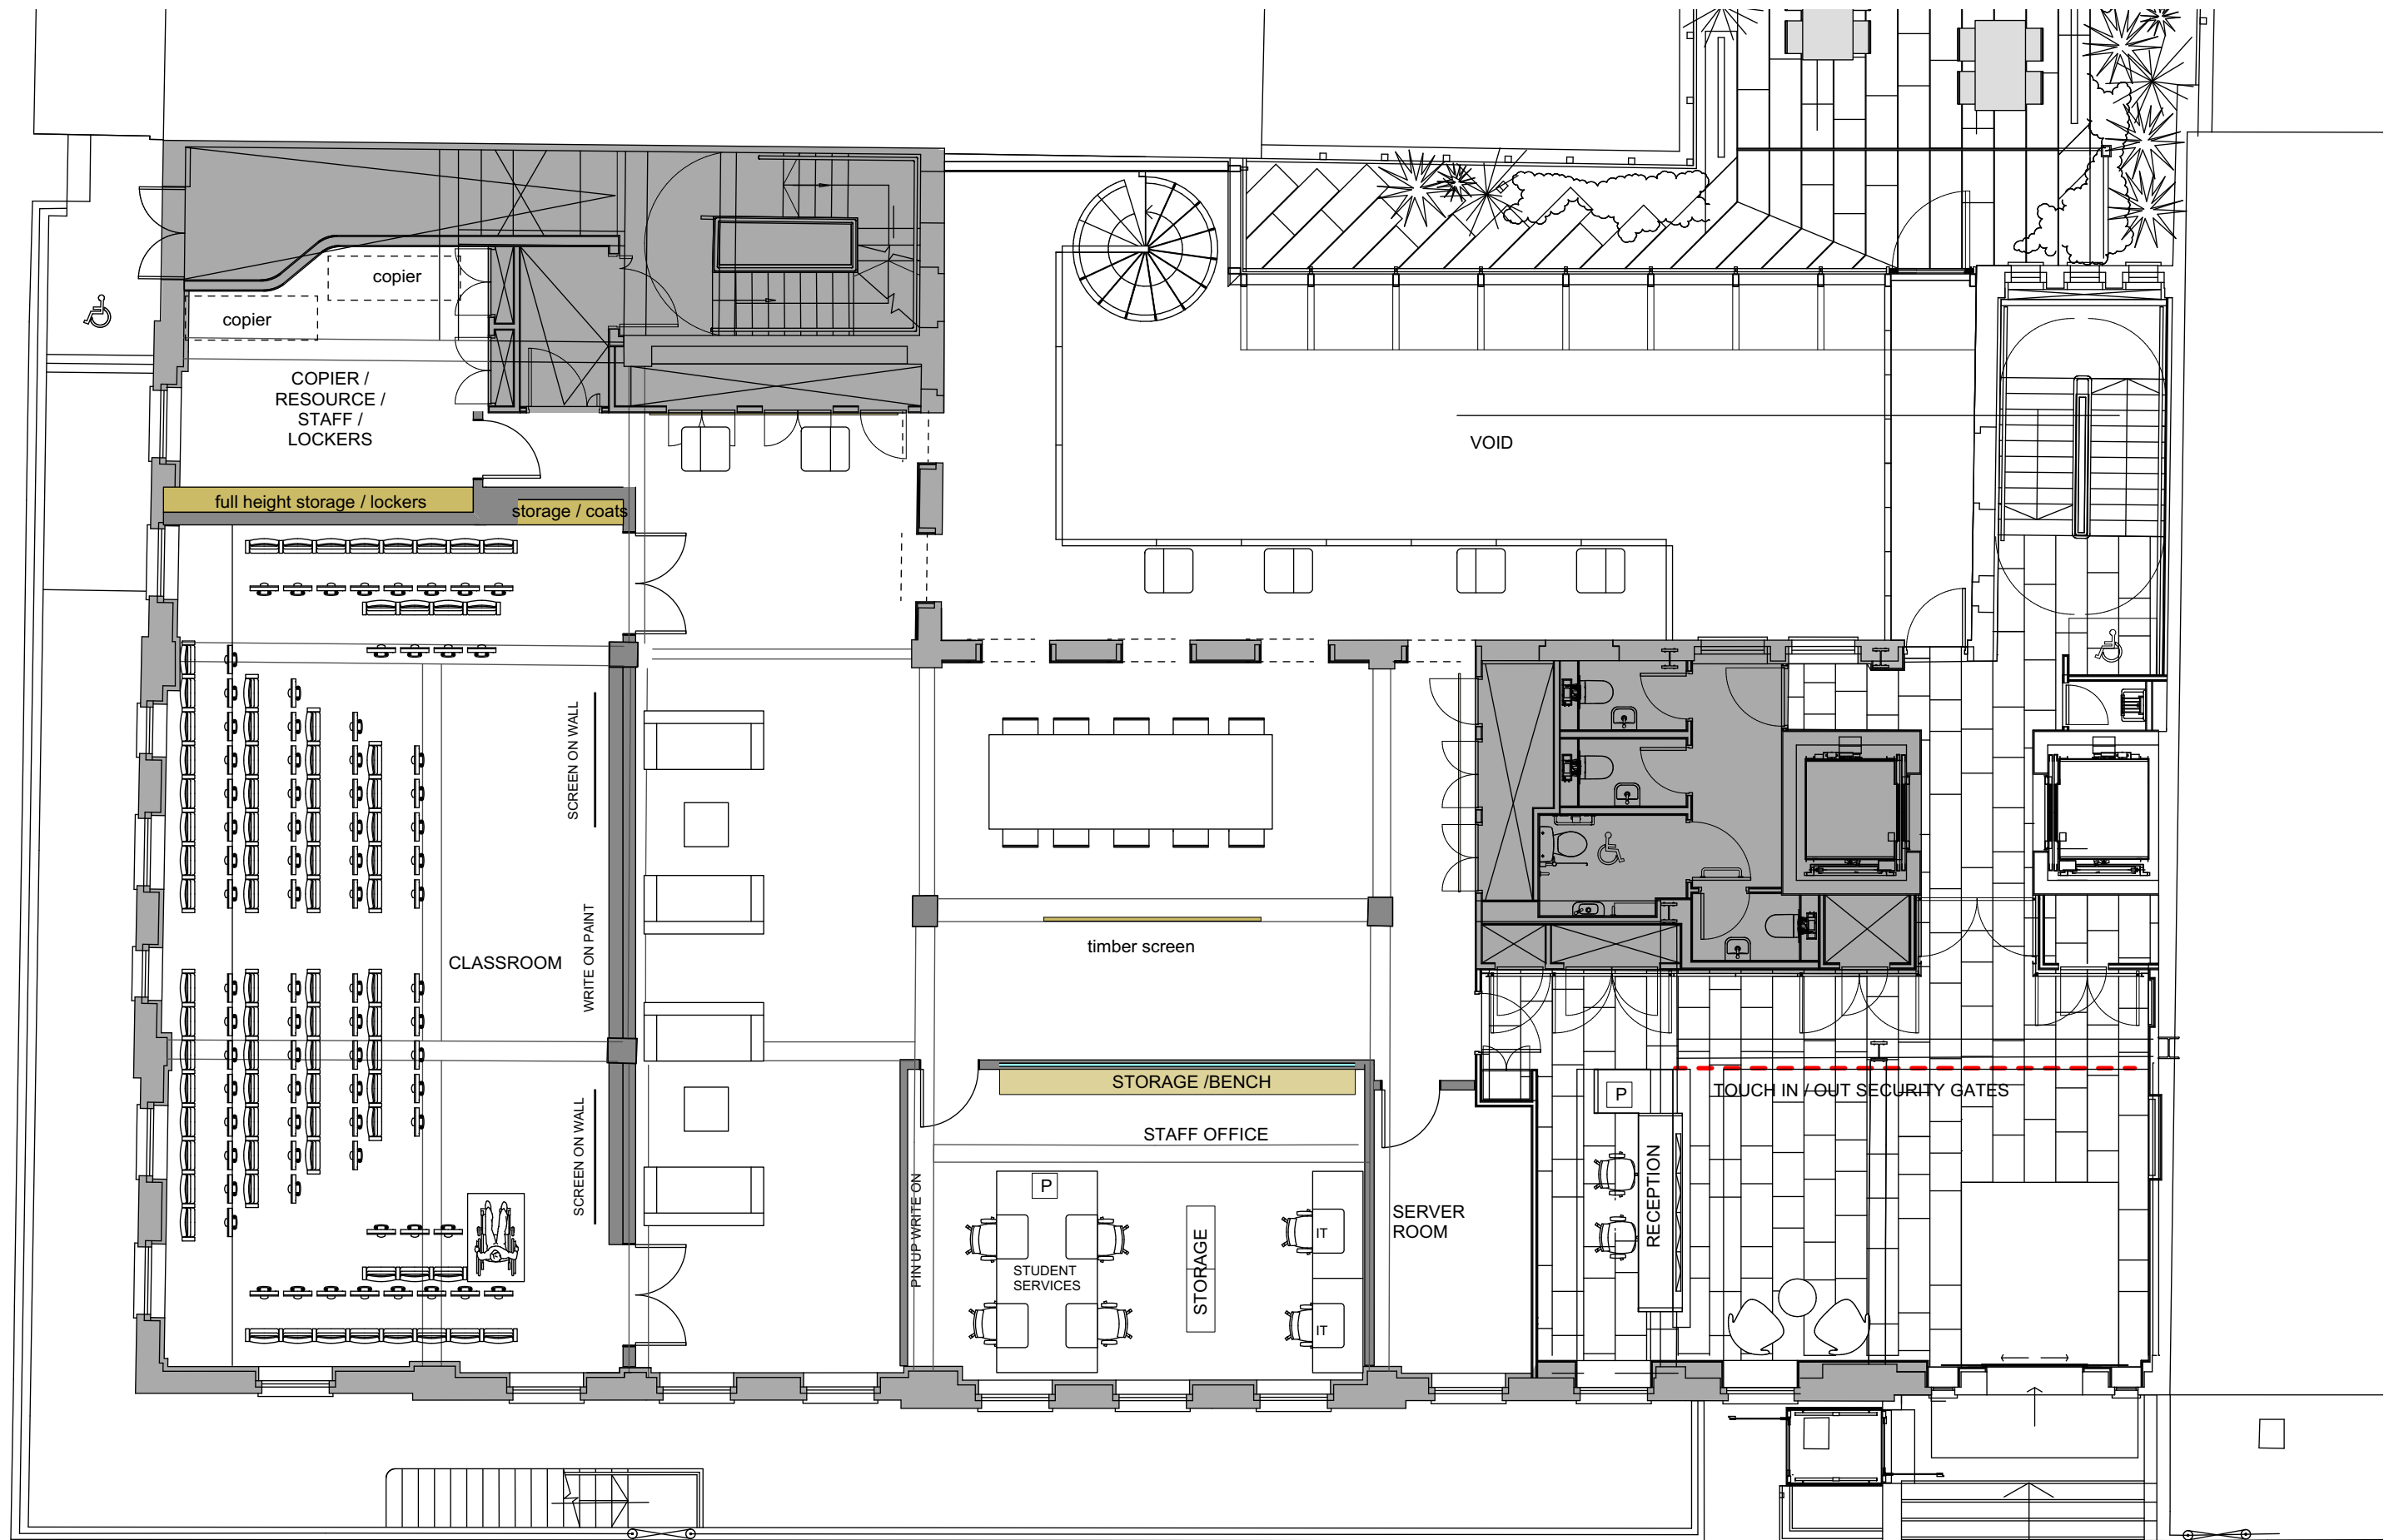 copier
copier
COPIER /
RESOURCE /
STAFF /
LOCKERS
VOID
full height storage / lockers
storage / coats
SCREEN ON WALL
WRITE ON PAINT
CLASSROOM
SCREEN ON WALL
timber screen
STORAGE /BENCH
STAFF OFFICE
PIN UP WRITE ON
P
STUDENT
SERVICES
STORAGE
IT
IT
SERVER
ROOM
P
RECEPTION
TOUCH IN / OUT SECURITY GATES